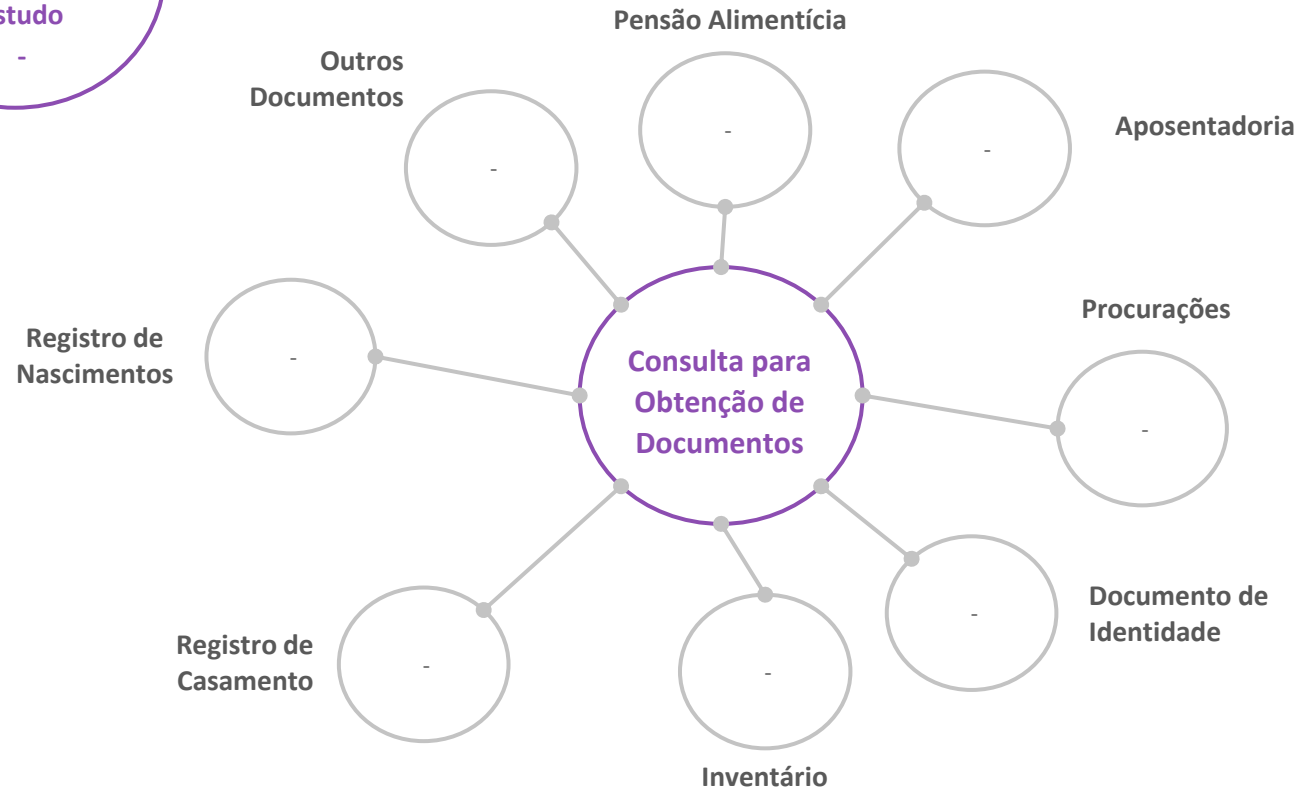 studo
-
Pensão Alimentícia
-
Outros
Documentos
-
Aposentadoria
-
Registro de
Nascimentos
-
Consulta para
Obtenção de
Documentos
Procurações
-
Registro de
Casamento
-
Inventário
-
Documento de
Identidade
-